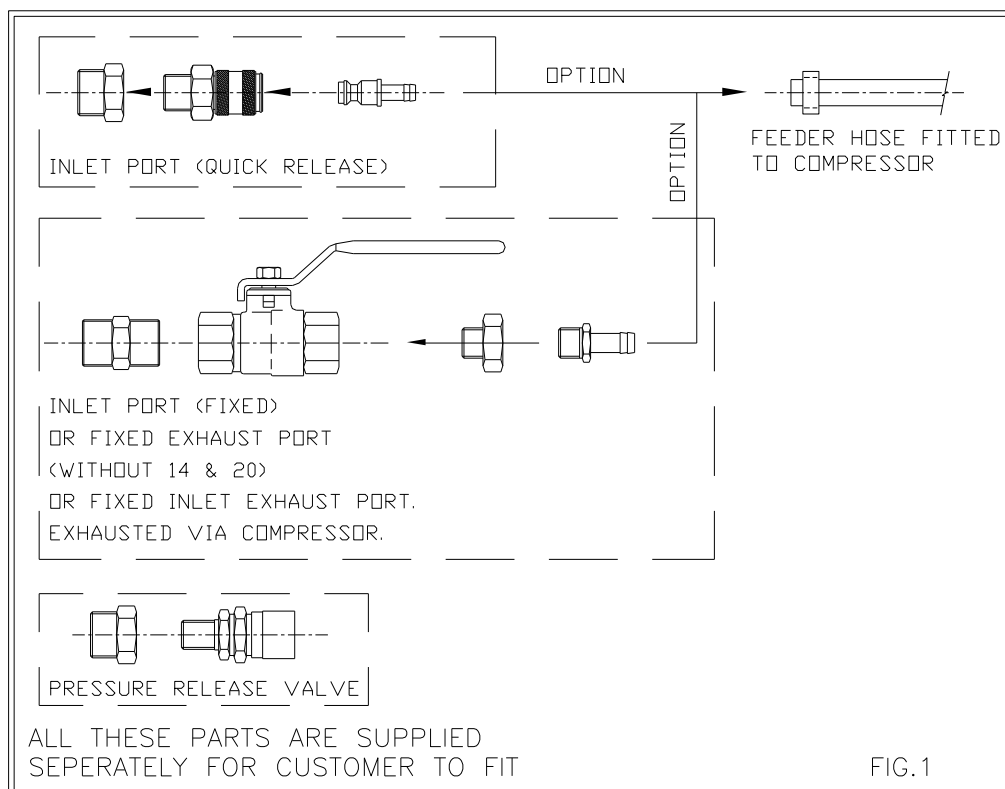 OPTION
FEEDER HOSE FITTED
TO COMPRESSOR
INLET PORT (QUICK RELEASE)
OPTION
INLET PORT (FIXED)
OR FIXED EXHAUST PORT
(WITHOUT 14 & 20)
OR FIXED INLET EXHAUST PORT.
EXHAUSTED VIA COMPRESSOR.
PRESSURE RELEASE VALVE
ALL THESE PARTS ARE SUPPLIED
SEPERATELY FOR CUSTOMER TO FIT
FIG.1